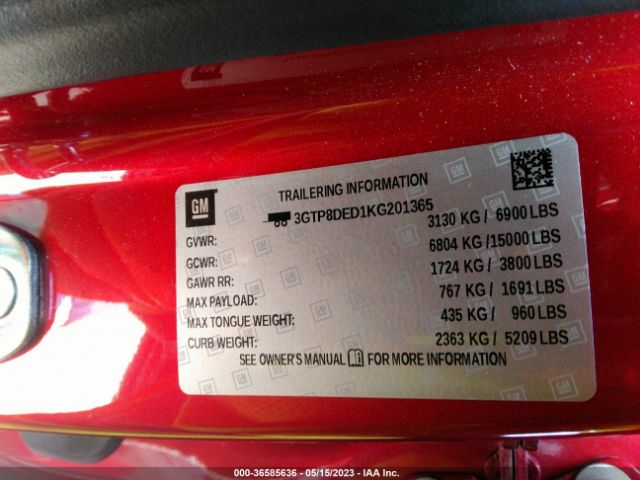 GM
TRAILERING INFORMATION
3GTP8DED1KG201365
GVWR: 3130 KG / 6900 LBS
GCWR: 6804 KG /15000 LBS
GAWR RR: 1724 KG / 3800 LBS
MAX PAYLOAD: 767 KG / 1691 LBS
MAX TONGUE WEIGHT: 435 KG / 960 LBS
CURB WEIGHT: 2363 KG / 5209 LBS
SEE OWNER'S MANUAL FOR MORE INFORMATION
000-36585636 - 05/15/2023 - IAA Inc.